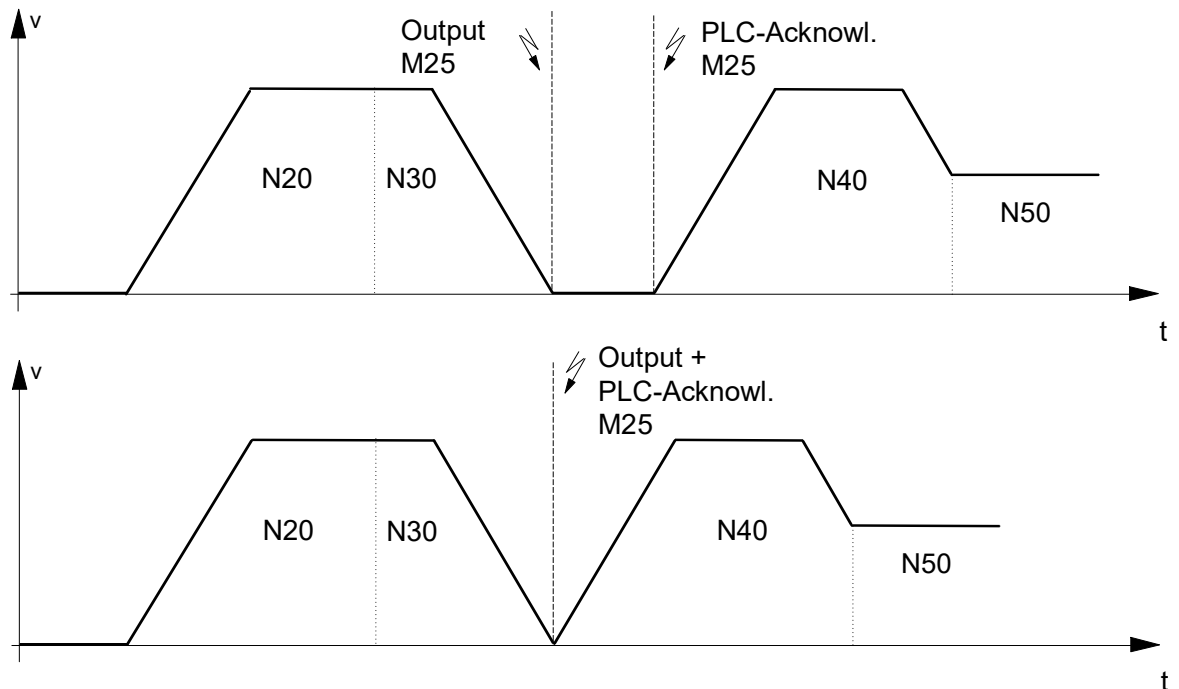 v
Output
M25
PLC-Acknowl.
M25
N20
N30
N40
N50
t
v
Output +
PLC-Acknowl.
M25
N20
N30
N40
N50
t